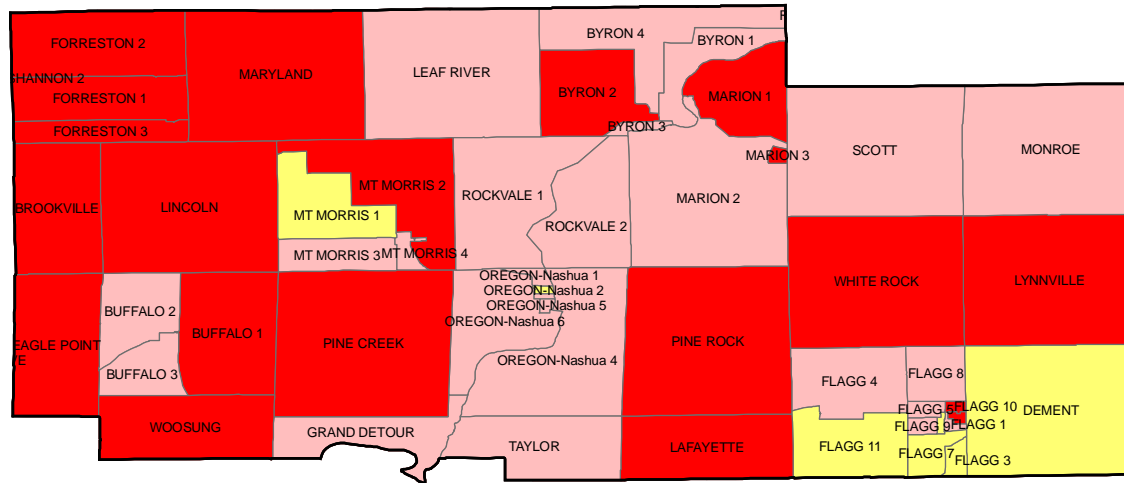 FORRESTON 2
SHANNON 2
FORRESTON 1
FORRESTON 3
MARYLAND
LEAF RIVER
BYRON 4
BYRON 1
BYRON 2
BYRON 3
MARION 1
MARION 3
SCOTT
MONROE
BROOKVILLE
LINCOLN
MT MORRIS 2
MT MORRIS 1
MT MORRIS 3
MT MORRIS 4
ROCKVALE 1
ROCKVALE 2
MARION 2
WHITE ROCK
LYNNVILLE
EAGLE POINT
VE
BUFFALO 2
BUFFALO 1
BUFFALO 3
PINE CREEK
OREGON-Nashua 1
OREGON-Nashua 2
OREGON-Nashua 5
OREGON-Nashua 6
OREGON-Nashua 4
PINE ROCK
FLAGG 4
FLAGG 8
FLAGG 5
FLAGG 10
FLAGG 9
FLAGG 1
DEMENT
WOOSUNG
GRAND DETOUR
TAYLOR
LAFAYETTE
FLAGG 11
FLAGG 7
FLAGG 3